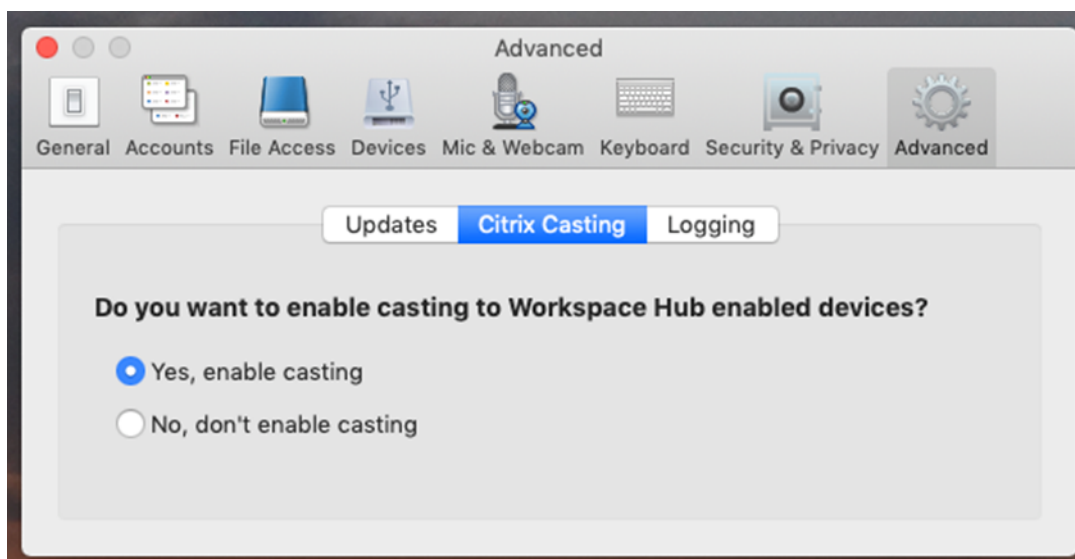 Advanced
General Accounts File Access Devices Mic & Webcam Keyboard Security & Privacy Advanced
Updates Citrix Casting Logging
Do you want to enable casting to Workspace Hub enabled devices?
Yes, enable casting
No, don't enable casting